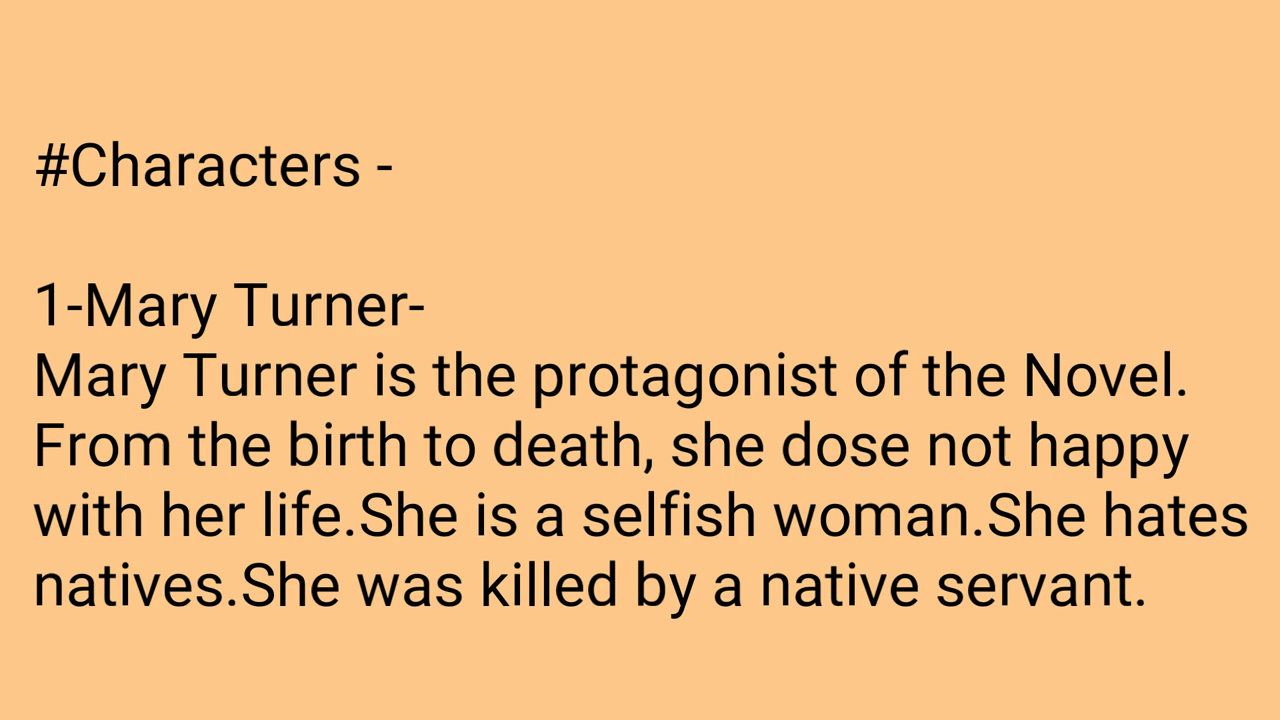 #Characters -
1-Mary Turner-
Mary Turner is the protagonist of the Novel.
From the birth to death, she dose not happy
with her life.She is a selfish woman.She hates
natives.She was killed by a native servant.